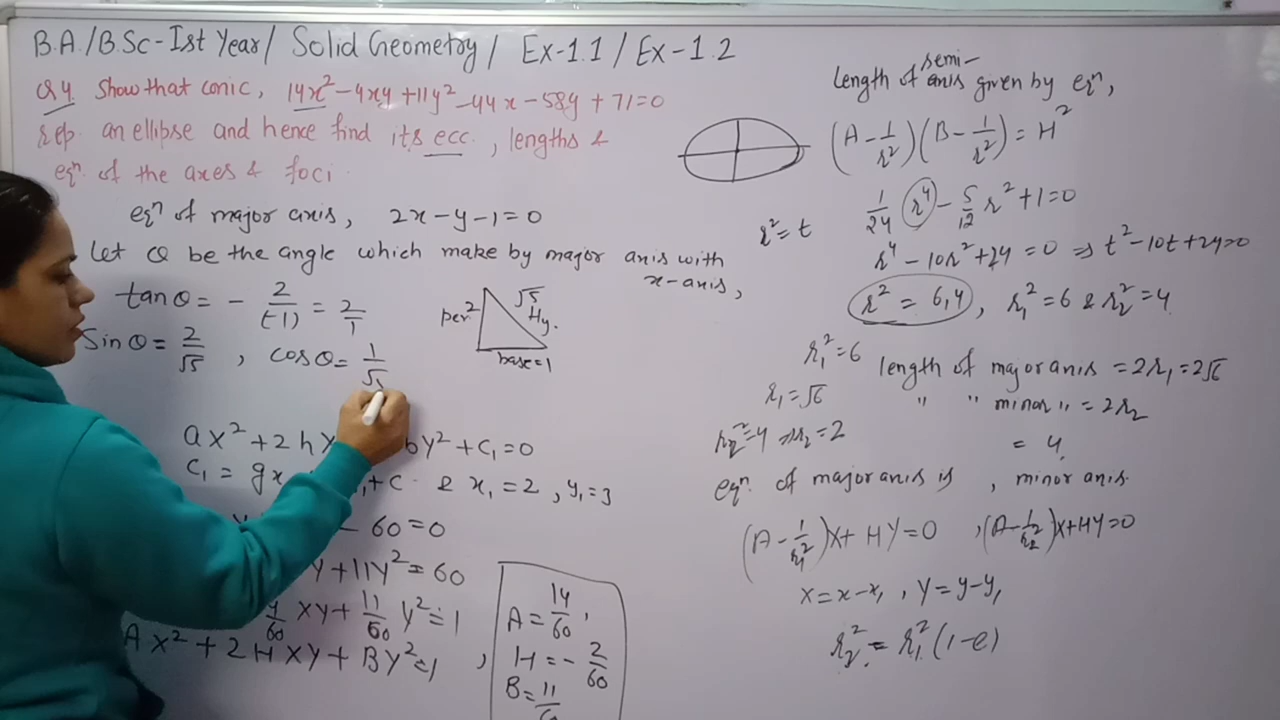 B.A./B.Sc-Ist Year/ Solid Geometry/ Ex-1.1 / Ex-1.2
Q4 Show that conic, 14x² - 4xy + 11y² - 44x - 58y + 71 = 0
rep. an ellipse and hence find its ecc., lengths &
eqⁿ of the axes & foci.
eqⁿ of major axis, 2x - y - 1 = 0
Let Q be the angle which make by major axis with
x-axis,
tanθ = - 2/(-1) = 2/1
Sinθ = 2/√5 , cosθ = 1/√
per² √5 Hy.
base=1
ax² + 2h by² + c₁ = 0
c₁ = gx +c & x₁ = 2, y₁ = 3
- 60 = 0
y + 11y² = 60
/60 xy + 11/60 y² = 1
Ax² + 2Hxy + By² = 1 ,
A = 14/60 ,
H = - 2/60
B = 11/6
semi-
Length of axis given by eqⁿ,
(A - 1/r²)(B - 1/r²) = H²
1/24 r⁴ - 5/12 r² + 1 = 0
r² = t
r⁴ - 10r² + 24 = 0 ⇒ t² - 10t + 24 = 0
r² = 6,4 , r₁² = 6 & r₂² = 4
r₁² = 6
length of major axis = 2r₁ = 2√6
r₁ = √6
" " minor " = 2r₂
r₂² = 4 ⇒ r₂ = 2
= 4
eqⁿ. of major axis is , minor axis.
(A - 1/r₁²)X + HY = 0 , (A - 1/r₂²)X + HY = 0
X = x - x₁ , Y = y - y₁
r₂² = r₁² (1-e)